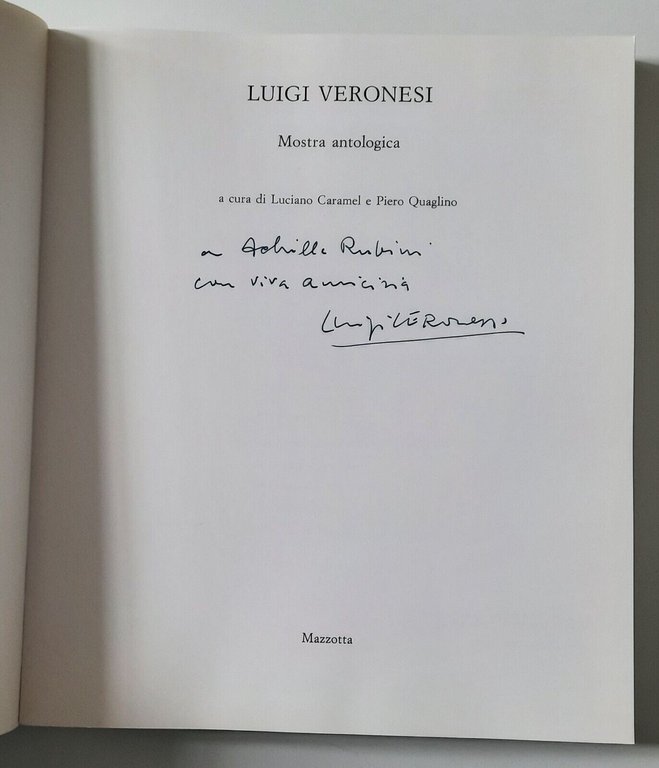 LUIGI VERONESI
Mostra antologica
a cura di Luciano Caramel e Piero Quaglino
a Achille Rubini
con viva amicizia
Luigi Veronesi
Mazzotta